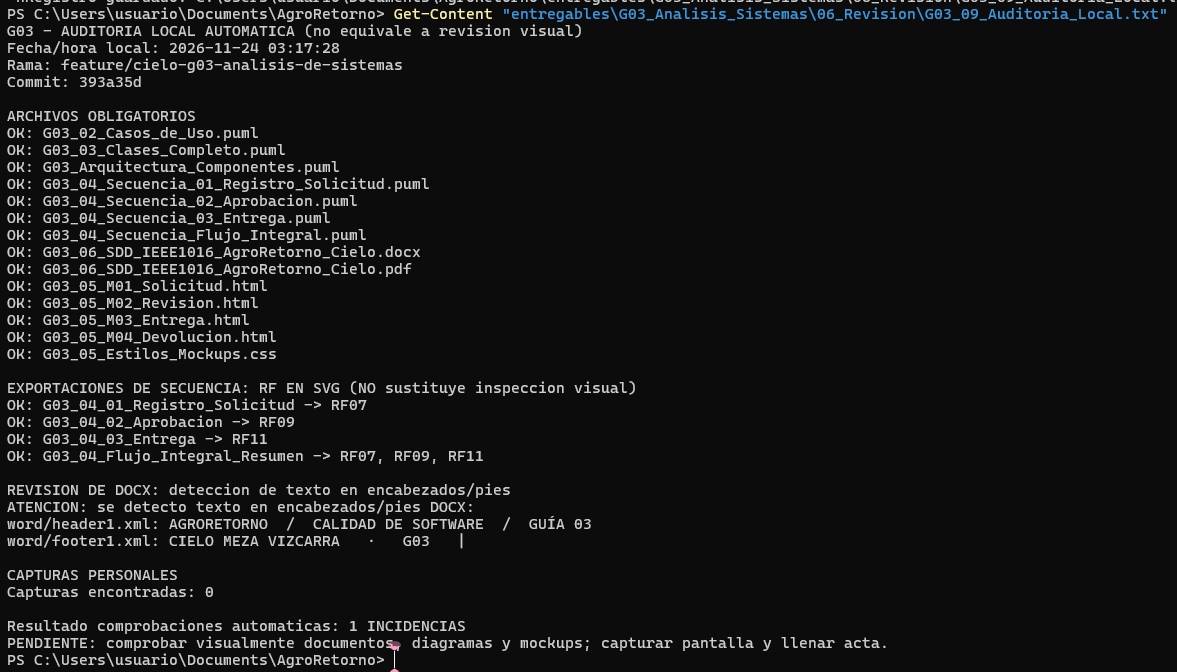 PS C:\Users\usuario\Documents\AgroRetorno> Get-Content "entregables\G03_Analisis_Sistemas\06_Revision\G03_09_Auditoria_Local.txt"
G03 - AUDITORIA LOCAL AUTOMATICA (no equivale a revision visual)
Fecha/hora local: 2026-11-24 03:17:28
Rama: feature/cielo-g03-analisis-de-sistemas
Commit: 393a35d

ARCHIVOS OBLIGATORIOS
OK: G03_02_Casos_de_Uso.puml
OK: G03_03_Clases_Completo.puml
OK: G03_Arquitectura_Componentes.puml
OK: G03_04_Secuencia_01_Registro_Solicitud.puml
OK: G03_04_Secuencia_02_Aprobacion.puml
OK: G03_04_Secuencia_03_Entrega.puml
OK: G03_04_Secuencia_Flujo_Integral.puml
OK: G03_06_SDD_IEEE1016_AgroRetorno_Cielo.docx
OK: G03_06_SDD_IEEE1016_AgroRetorno_Cielo.pdf
OK: G03_05_M01_Solicitud.html
OK: G03_05_M02_Revision.html
OK: G03_05_M03_Entrega.html
OK: G03_05_M04_Devolucion.html
OK: G03_05_Estilos_Mockups.css

EXPORTACIONES DE SECUENCIA: RF EN SVG (NO sustituye inspeccion visual)
OK: G03_04_01_Registro_Solicitud -> RF07
OK: G03_04_02_Aprobacion -> RF09
OK: G03_04_03_Entrega -> RF11
OK: G03_04_Flujo_Integral_Resumen -> RF07, RF09, RF11

REVISION DE DOCX: deteccion de texto en encabezados/pies
ATENCION: se detecto texto en encabezados/pies DOCX:
word/header1.xml: AGRORETORNO  /  CALIDAD DE SOFTWARE  /  GUÍA 03
word/footer1.xml: CIELO MEZA VIZCARRA   ·   G03   |

CAPTURAS PERSONALES
Capturas encontradas: 0

Resultado comprobaciones automaticas: 1 INCIDENCIAS
PENDIENTE: comprobar visualmente documentos, diagramas y mockups; capturar pantalla y llenar acta.
PS C:\Users\usuario\Documents\AgroRetorno>